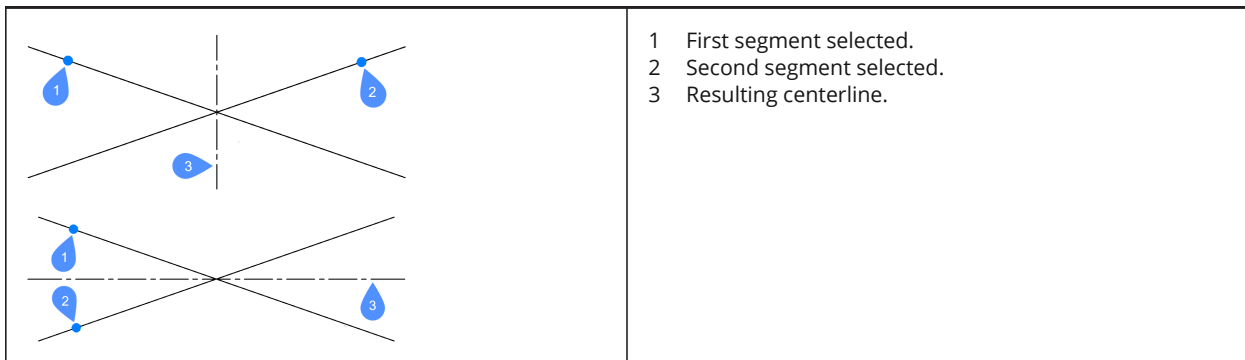 1
2
3
1
2
3
1 First segment selected.
2 Second segment selected.
3 Resulting centerline.